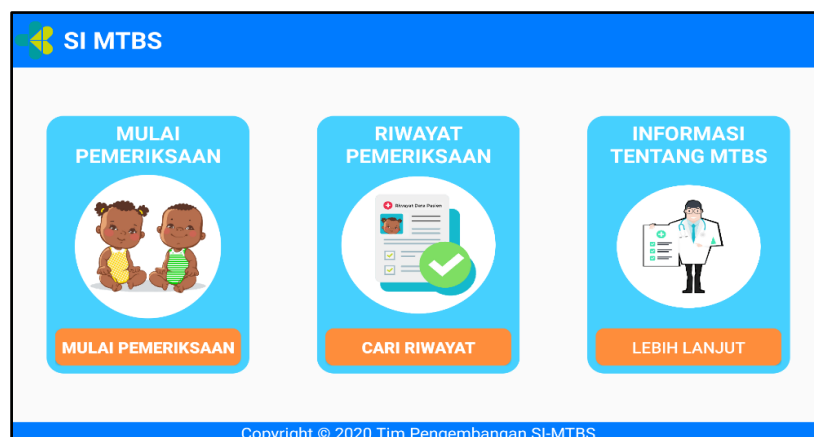 SI MTBS
MULAI
PEMERIKSAAN
MULAI PEMERIKSAAN
RIWAYAT
PEMERIKSAAN
Riwayat Data Pasien
CARI RIWAYAT
INFORMASI
TENTANG MTBS
LEBIH LANJUT
Copyright © 2020 Tim Pengembangan SI-MTBS